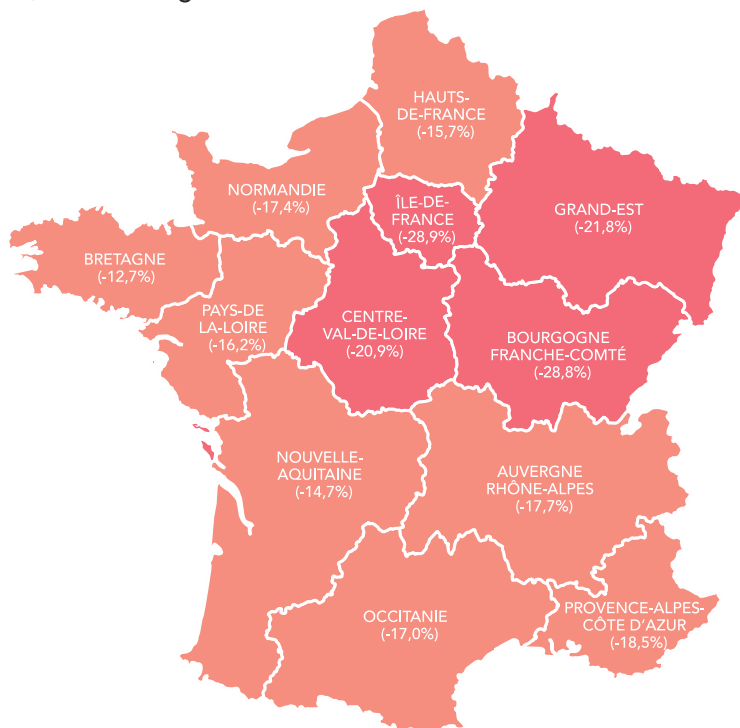 HAUTS-
DE-FRANCE
(-15,7%)
NORMANDIE
(-17,4%)
ÎLE-DE-
FRANCE
(-28,9%)
GRAND-EST
(-21,8%)
BRETAGNE
(-12,7%)
PAYS-DE
LA-LOIRE
(-16,2%)
CENTRE-
VAL-DE-LOIRE
(-20,9%)
BOURGOGNE
FRANCHE-COMTÉ
(-28,8%)
NOUVELLE-
AQUITAINE
(-14,7%)
AUVERGNE
RHÔNE-ALPES
(-17,7%)
OCCITANIE
(-17,0%)
PROVENCE-ALPES-
CÔTE D'AZUR
(-18,5%)